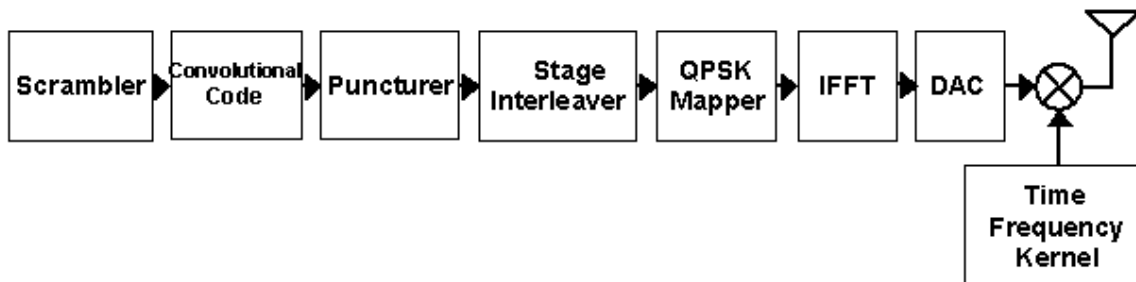 Scrambler
Convolutional
Code
Puncturer
Stage
Interleaver
QPSK
Mapper
IFFT
DAC
Time
Frequency
Kernel